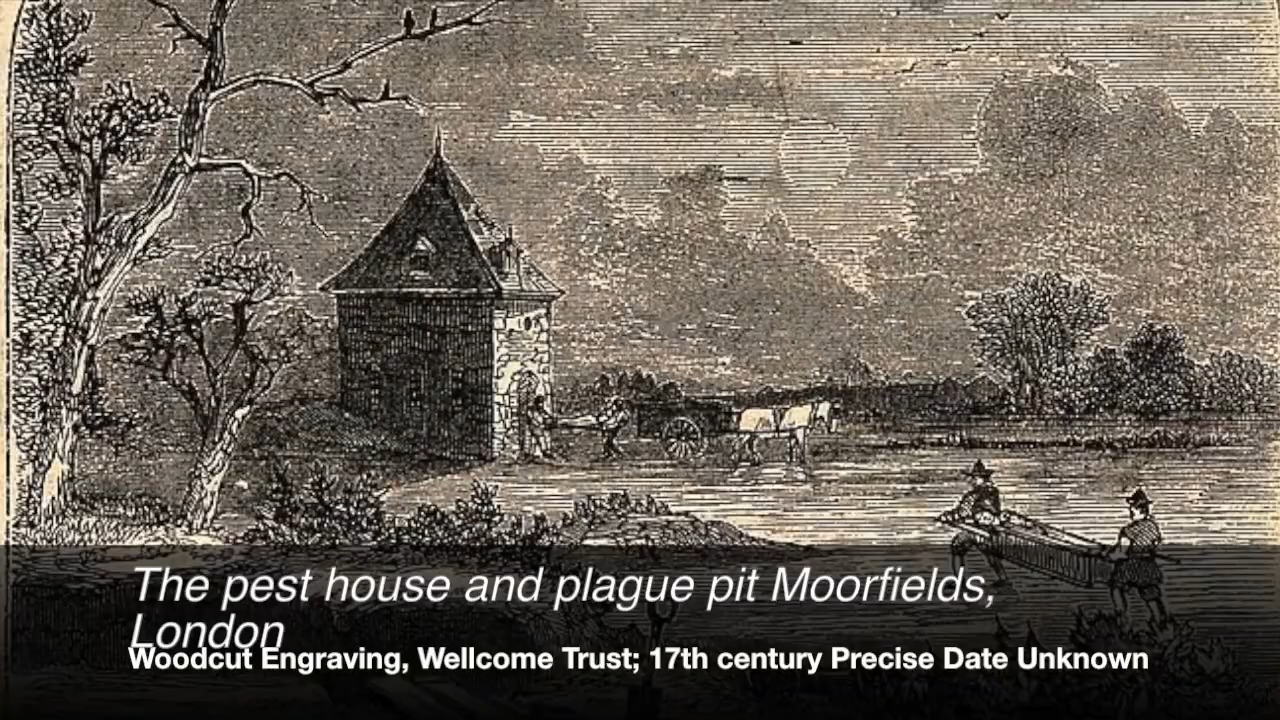 The pest house and plague pit Moorfields,
London
Woodcut Engraving, Wellcome Trust; 17th century Precise Date Unknown